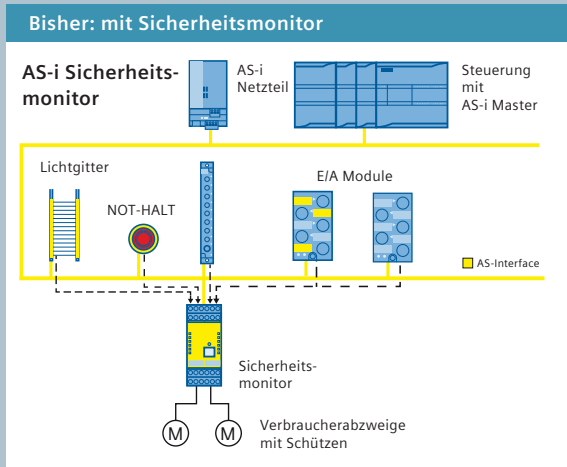 Bisher: mit Sicherheitsmonitor
AS-i Sicherheits-
monitor
AS-i
Netzteil
Steuerung
mit
AS-i Master
Lichtgitter
NOT-HALT
E/A Module
AS-Interface
Sicherheits-
monitor
M
M
Verbraucherabzweige
mit Schützen